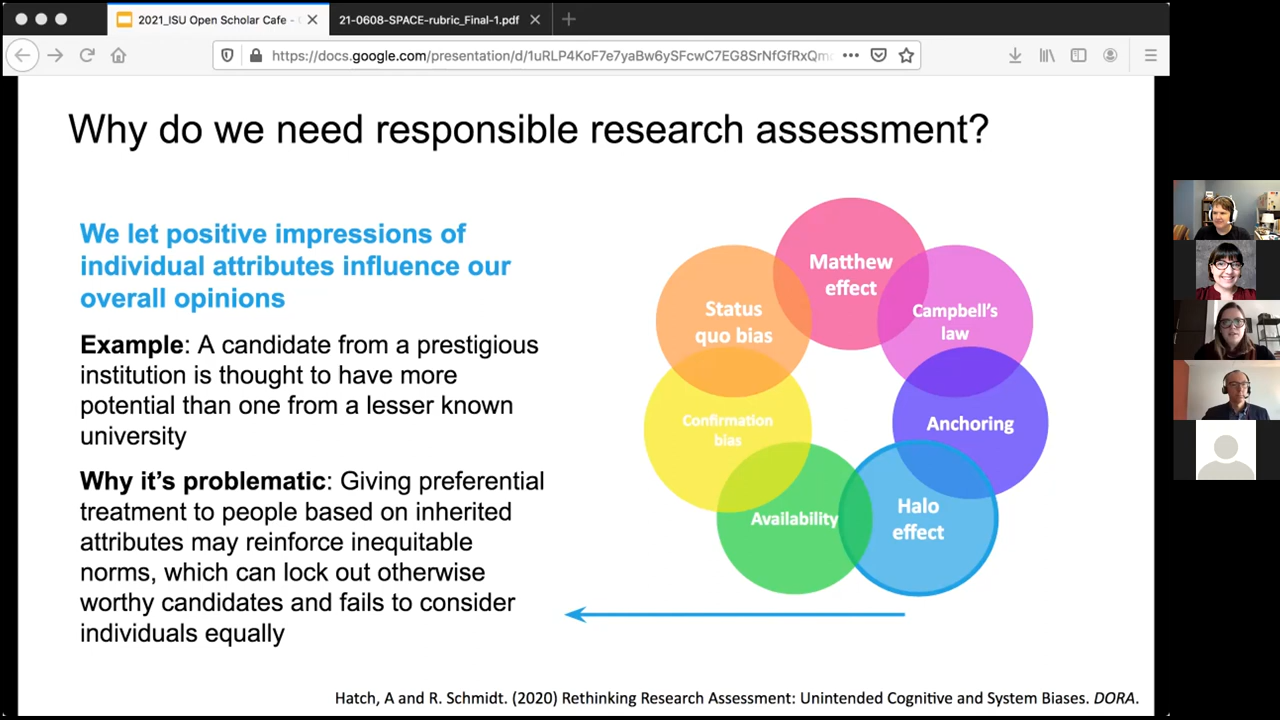 2021_ISU Open Scholar Cafe -
21-0608-SPACE-rubric_Final-1.pdf
https://docs.google.com/presentation/d/1uRLP4KoF7e7yaBw6ySFcwC7EG8SrNfGfRxQm
Why do we need responsible research assessment?
We let positive impressions of
individual attributes influence our
overall opinions
Example: A candidate from a prestigious
institution is thought to have more
potential than one from a lesser known
university
Why it's problematic: Giving preferential
treatment to people based on inherited
attributes may reinforce inequitable
norms, which can lock out otherwise
worthy candidates and fails to consider
individuals equally
Matthew
effect
Campbell's
law
Status
quo bias
Anchoring
Confirmation
bias
Halo
effect
Availability
Hatch, A and R. Schmidt. (2020) Rethinking Research Assessment: Unintended Cognitive and System Biases. DORA.